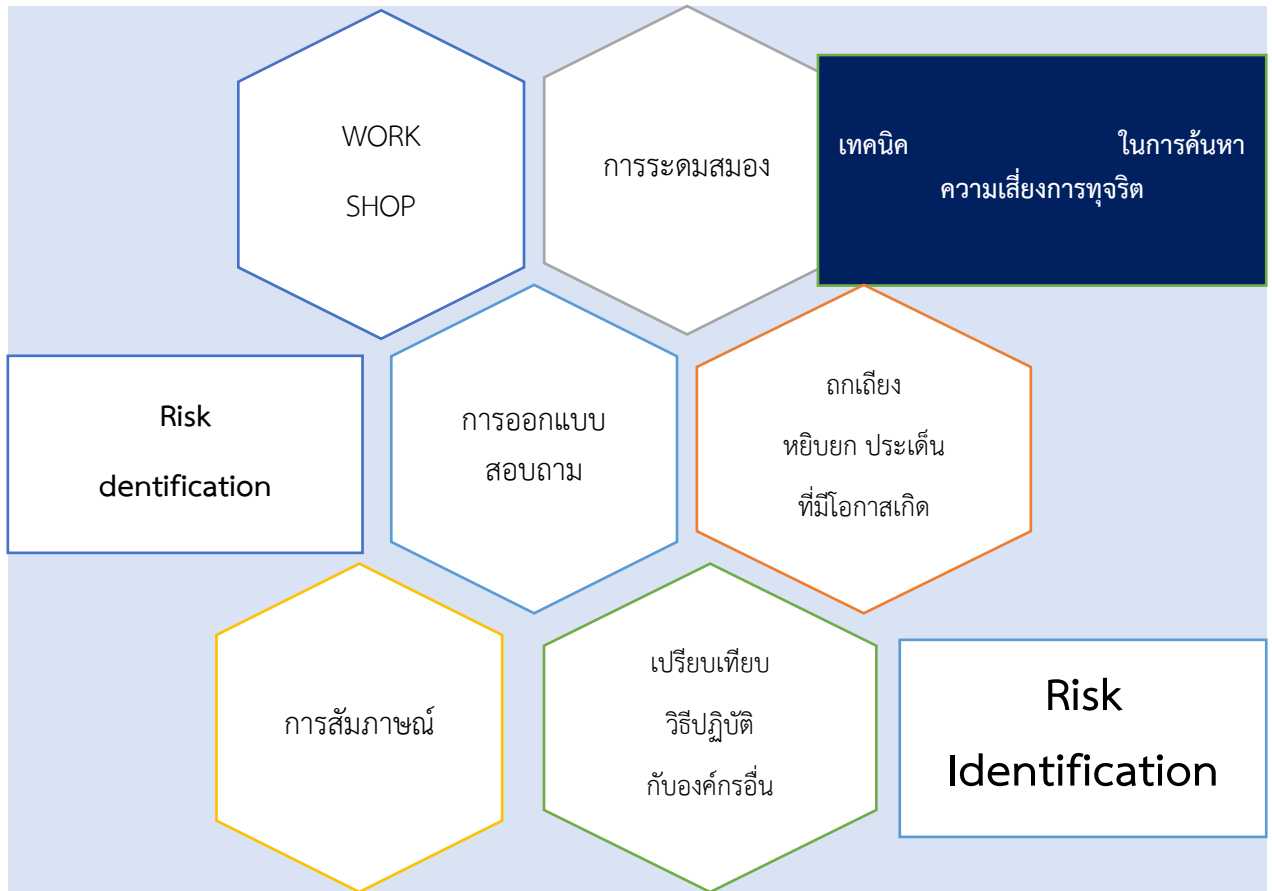 WORK
SHOP
การระดมสมอง
เทคนิค ในการค้นหา
ความเสี่ยงการทุจริต
Risk
dentification
การออกแบบ
สอบถาม
ถกเถียง
หยิบยก ประเด็น
ที่มีโอกาสเกิด
การสัมภาษณ์
เปรียบเทียบ
วิธีปฏิบัติ
กับองค์กรอื่น
Risk
Identification